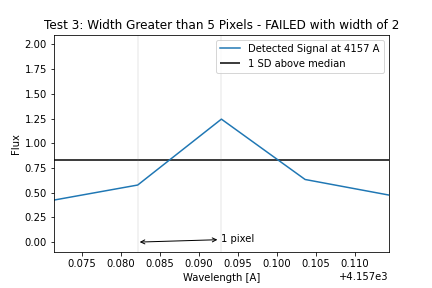 Test 3: Width Greater than 5 Pixels - FAILED with width of 2
Detected Signal at 4157 A
1 SD above median
2.00
1.75
1.50
1.25
1.00
0.75
0.50
0.25
0.00
Flux
1 pixel
0.075 0.080 0.085 0.090 0.095 0.100 0.105 0.110
Wavelength [A]
+4.157e3